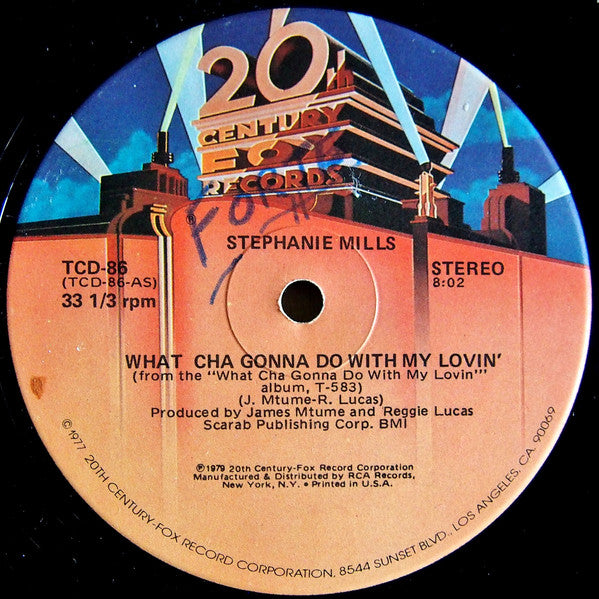 20th
CENTURY
FOX
RECORDS
STEPHANIE MILLS
TCD-86
(TCD-86-AS)
33 1/3 rpm
STEREO
8:02
WHAT CHA GONNA DO WITH MY LOVIN'
(from the "What Cha Gonna Do With My Lovin'"
album, T-583)
(J. Mtume-R. Lucas)
Produced by James Mtume and Reggie Lucas
Scarab Publishing Corp. BMI
℗1979 20th Century-Fox Record Corporation
Manufactured & Distributed by RCA Records,
New York, N.Y. • Printed in U.S.A.
© 1977, 20TH CENTURY-FOX RECORD CORPORATION, 8544 SUNSET BLVD., LOS ANGELES, CA. 90069